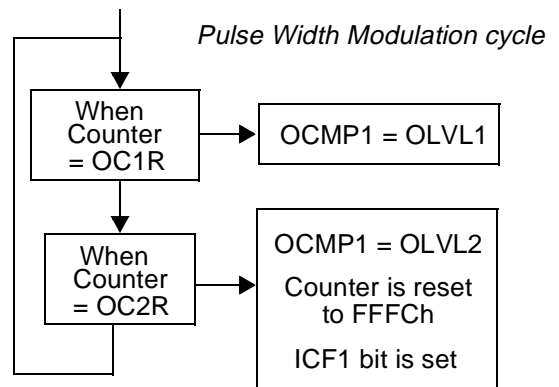 Pulse Width Modulation cycle
When
Counter
= OC1R
OCMP1 = OLVL1
When
Counter
= OC2R
OCMP1 = OLVL2
Counter is reset
to FFFCh
ICF1 bit is set